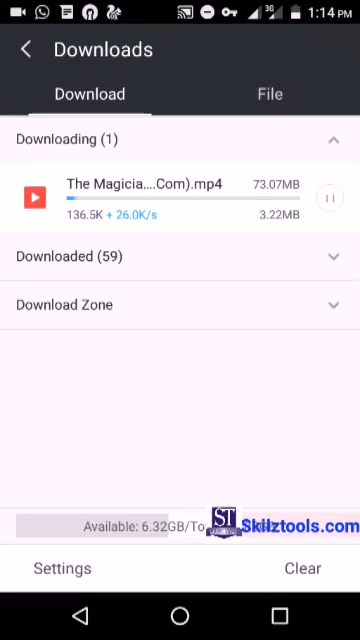 3G 1:14 PM
Downloads
Download File
Downloading (1)
The Magicia....Com).mp4 73.07MB
136.5K + 26.0K/s 3.22MB
Downloaded (59)
Download Zone
Available: 6.32GB/To
ST
Skilztools.com
Settings Clear